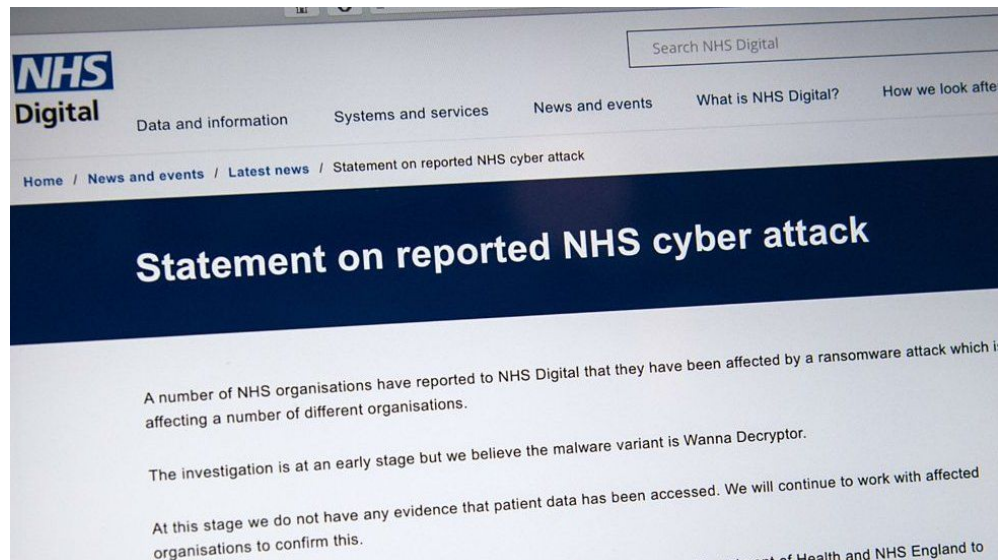 NHS
Digital
Search NHS Digital
Data and information
Systems and services
News and events
What is NHS Digital?
How we look afte
Home / News and events / Latest news / Statement on reported NHS cyber attack
Statement on reported NHS cyber attack
A number of NHS organisations have reported to NHS Digital that they have been affected by a ransomware attack which i
affecting a number of different organisations.
The investigation is at an early stage but we believe the malware variant is Wanna Decryptor.
At this stage we do not have any evidence that patient data has been accessed. We will continue to work with affected
organisations to confirm this.
of Health and NHS England to